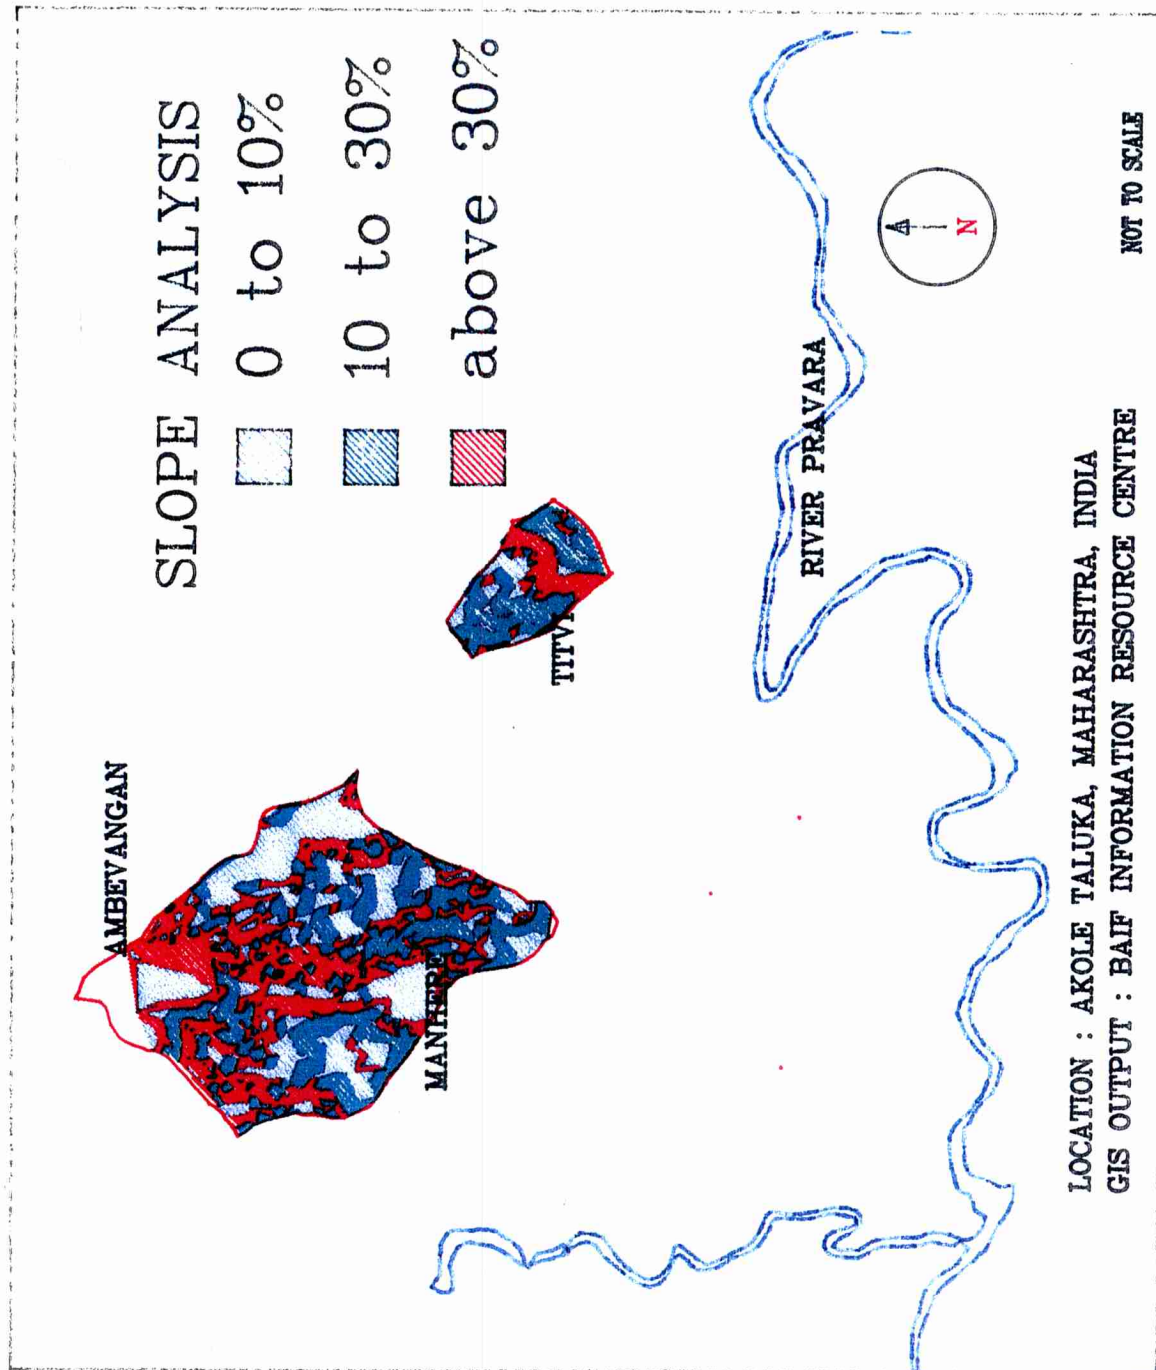 SLOPE ANALYSIS
0 to 10%
10 to 30%
above 30%
AMBEVANGAN
MANHERE
RIVER PRAVARA
N
LOCATION : AKOLE TALUKA, MAHARASHTRA, INDIA
GIS OUTPUT : BAIF INFORMATION RESOURCE CENTRE
NOT TO SCALE